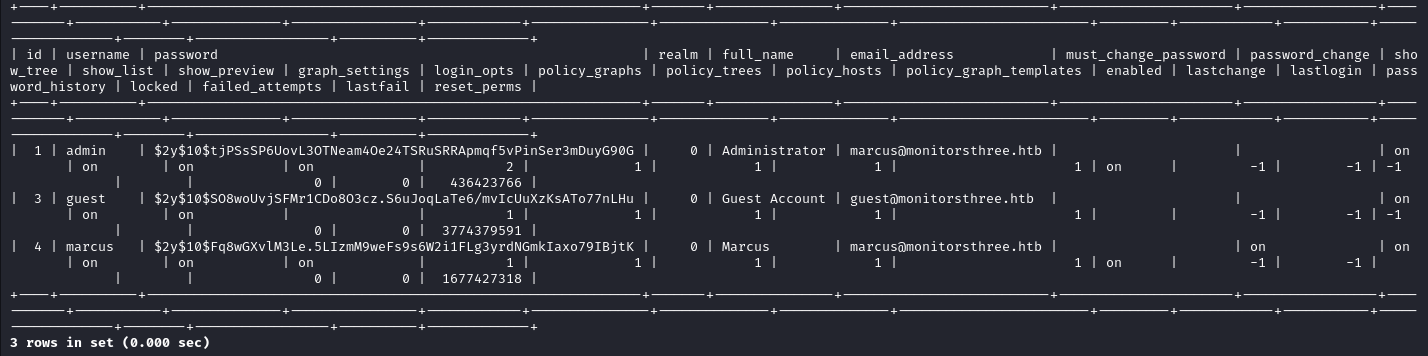 | id | username | password | realm | full_name | email_address | must_change_password | password_change | sho
w_tree | show_list | show_preview | graph_settings | login_opts | policy_graphs | policy_trees | policy_hosts | policy_graph_templates | enabled | lastchange | lastlogin | pass
word_history | locked | failed_attempts | lastfail | reset_perms |
| 1 | admin | $2y$10$tjPSsSP6UovL3OTNeam4Oe24TSRuSRRApmqf5vPinSer3mDuyG90G | 0 | Administrator | marcus@monitorsthree.htb | | | on
| on | on | on | 2 | 1 | 1 | 1 | 1 | on | -1 | -1 | -1
| | 0 | 0 | 436423766 |
| 3 | guest | $2y$10$SO8woUvjSFMr1CDo8O3cz.S6uJoqLaTe6/mvIcUuXzKsATo77nLHu | 0 | Guest Account | guest@monitorsthree.htb | | | on
| on | on | | 1 | 1 | 1 | 1 | 1 | | -1 | -1 | -1
| | 0 | 0 | 3774379591 |
| 4 | marcus | $2y$10$Fq8wGXvlM3Le.5LIzmM9weFs9s6W2i1FLg3yrdNGmkIaxo79IBjtK | 0 | Marcus | marcus@monitorsthree.htb | | on | on
| on | on | on | 1 | 1 | 1 | 1 | 1 | on | -1 | -1 |
| | 0 | 0 | 1677427318 |
3 rows in set (0.000 sec)